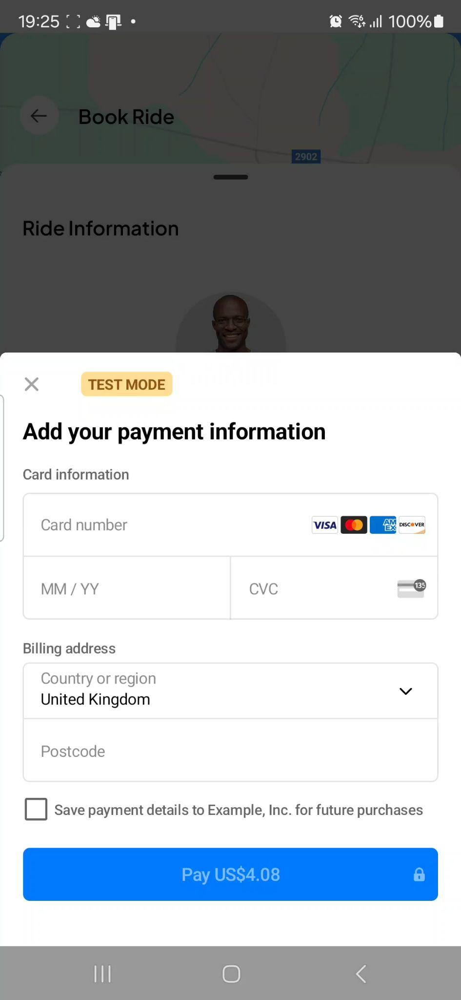 19:25
100%
Book Ride
2902
Ride Information
TEST MODE
Add your payment information
Card information
Card number VISA AM EX DISCOVER
MM / YY CVC 135
Billing address
Country or region
United Kingdom
Postcode
Save payment details to Example, Inc. for future purchases
Pay US$4.08